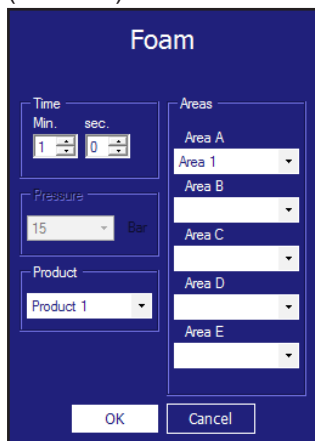 Foam
Time
Min. sec.
1 0
Pressure
15 Bar
Product
Product 1
Areas
Area A
Area 1
Area B
Area C
Area D
Area E
OK Cancel